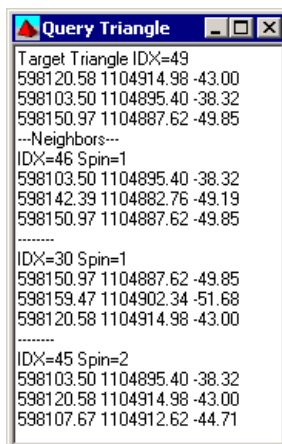 Query Triangle
Target Triangle IDX=49
598120.58 1104914.98 -43.00
598103.50 1104895.40 -38.32
598150.97 1104887.62 -49.85
---Neighbors---
IDX=46 Spin=1
598103.50 1104895.40 -38.32
598142.39 1104882.76 -49.19
598150.97 1104887.62 -49.85
--------
IDX=30 Spin=1
598150.97 1104887.62 -49.85
598159.47 1104902.34 -51.68
598120.58 1104914.98 -43.00
--------
IDX=45 Spin=2
598103.50 1104895.40 -38.32
598120.58 1104914.98 -43.00
598107.67 1104912.62 -44.71